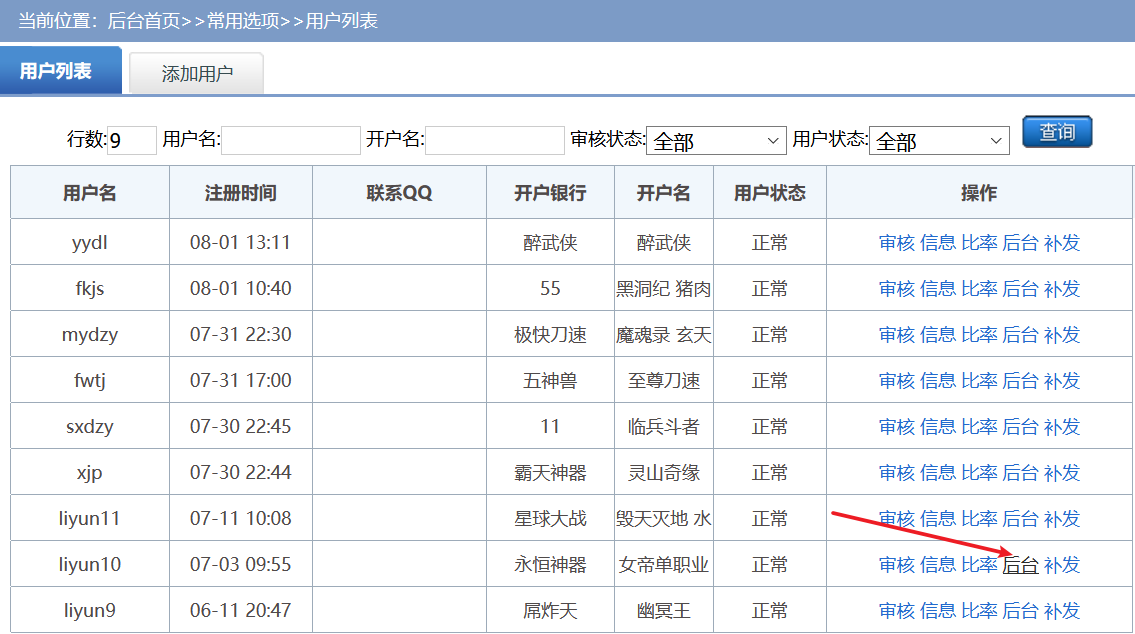 当前位置：后台首页>>常用选项>>用户列表
用户列表 添加用户
行数:9 用户名: 开户名: 审核状态:全部 用户状态:全部 查询
用户名 注册时间 联系QQ 开户银行 开户名 用户状态 操作
yydl 08-01 13:11 醉武侠 醉武侠 正常 审核 信息 比率 后台 补发
fkjs 08-01 10:40 55 黑洞纪 猪肉 正常 审核 信息 比率 后台 补发
mydzy 07-31 22:30 极快刀速 魔魂录 玄天 正常 审核 信息 比率 后台 补发
fwtj 07-31 17:00 五神兽 至尊刀速 正常 审核 信息 比率 后台 补发
sxdzy 07-30 22:45 11 临兵斗者 正常 审核 信息 比率 后台 补发
xjp 07-30 22:44 霸天神器 灵山奇缘 正常 审核 信息 比率 后台 补发
liyun11 07-11 10:08 星球大战 毁天灭地 水 正常 审核 信息 比率 后台 补发
liyun10 07-03 09:55 永恒神器 女帝单职业 正常 审核 信息 比率 后台 补发
liyun9 06-11 20:47 屌炸天 幽冥王 正常 审核 信息 比率 后台 补发